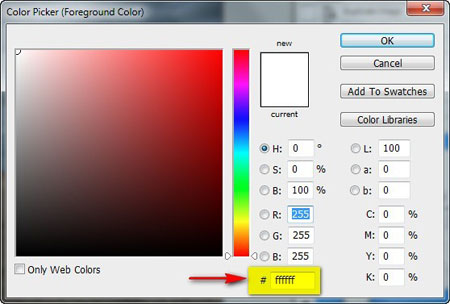 Color Picker (Foreground Color)
new
current
OK
Cancel
Add To Swatches
Color Libraries
H: 0 °
S: 0 %
B: 100 %
R: 255
G: 255
B: 255
# ffffff
L: 100
a: 0
b: 0
C: 0 %
M: 0 %
Y: 0 %
K: 0 %
Only Web Colors